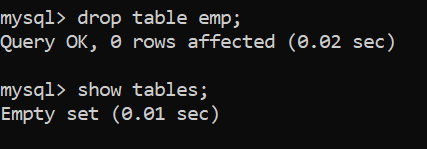 mysql> drop table emp;
Query OK, 0 rows affected (0.02 sec)
mysql> show tables;
Empty set (0.01 sec)